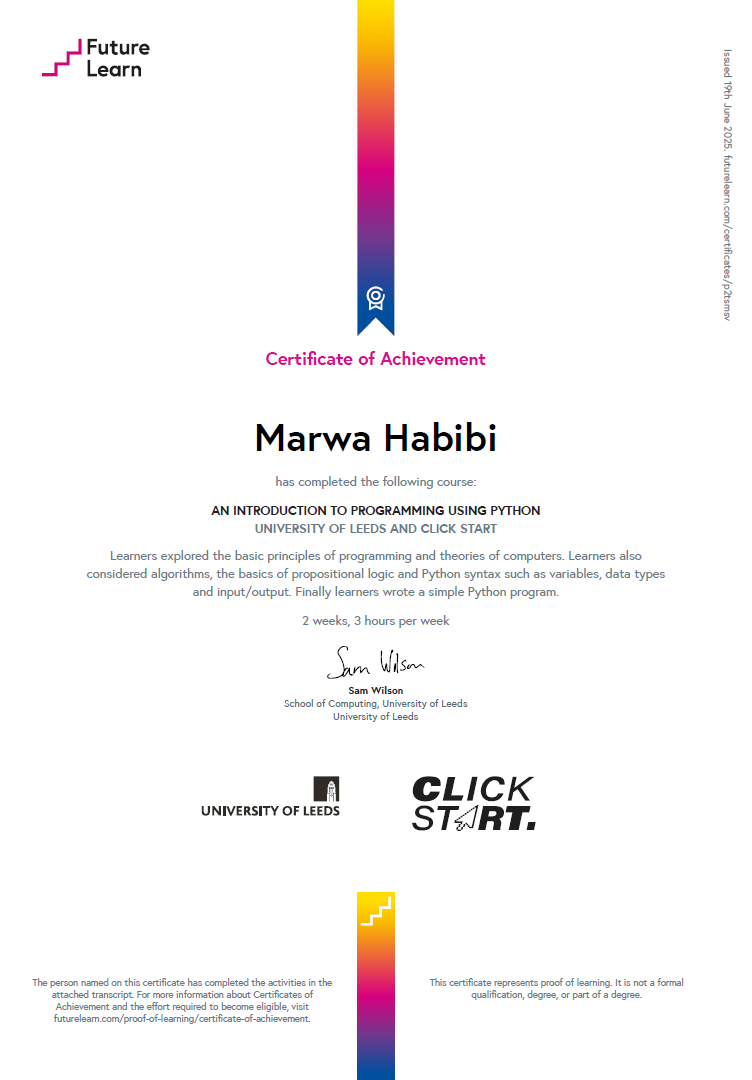 Future
Learn
Issued 19th June 2025. futurelearn.com/certificates/p2tsmsv
Certificate of Achievement
Marwa Habibi
has completed the following course:
AN INTRODUCTION TO PROGRAMMING USING PYTHON
UNIVERSITY OF LEEDS AND CLICK START
Learners explored the basic principles of programming and theories of computers. Learners also
considered algorithms, the basics of propositional logic and Python syntax such as variables, data types
and input/output. Finally learners wrote a simple Python program.
2 weeks, 3 hours per week
Sam Wilson
Sam Wilson
School of Computing, University of Leeds
University of Leeds
UNIVERSITY OF LEEDS
CLICK
START.
The person named on this certificate has completed the activities in the
attached transcript. For more information about Certificates of
Achievement and the effort required to become eligible, visit
futurelearn.com/proof-of-learning/certificate-of-achievement.
This certificate represents proof of learning. It is not a formal
qualification, degree, or part of a degree.